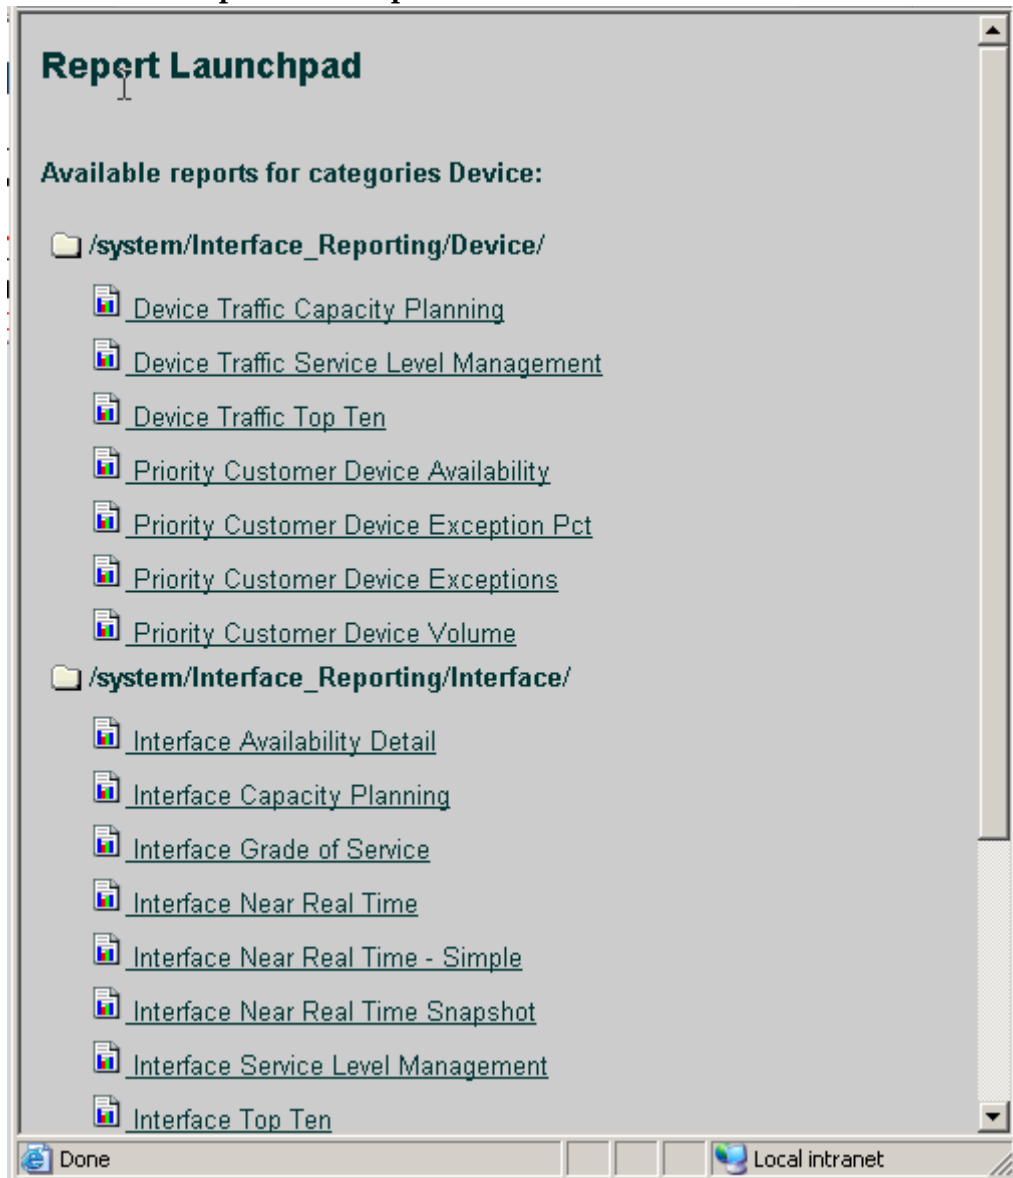 Report Launchpad
Available reports for categories Device:
/system/Interface_Reporting/Device/
Device Traffic Capacity Planning
Device Traffic Service Level Management
Device Traffic Top Ten
Priority Customer Device Availability
Priority Customer Device Exception Pct
Priority Customer Device Exceptions
Priority Customer Device Volume
/system/Interface_Reporting/Interface/
Interface Availability Detail
Interface Capacity Planning
Interface Grade of Service
Interface Near Real Time
Interface Near Real Time - Simple
Interface Near Real Time Snapshot
Interface Service Level Management
Interface Top Ten
Done
Local intranet